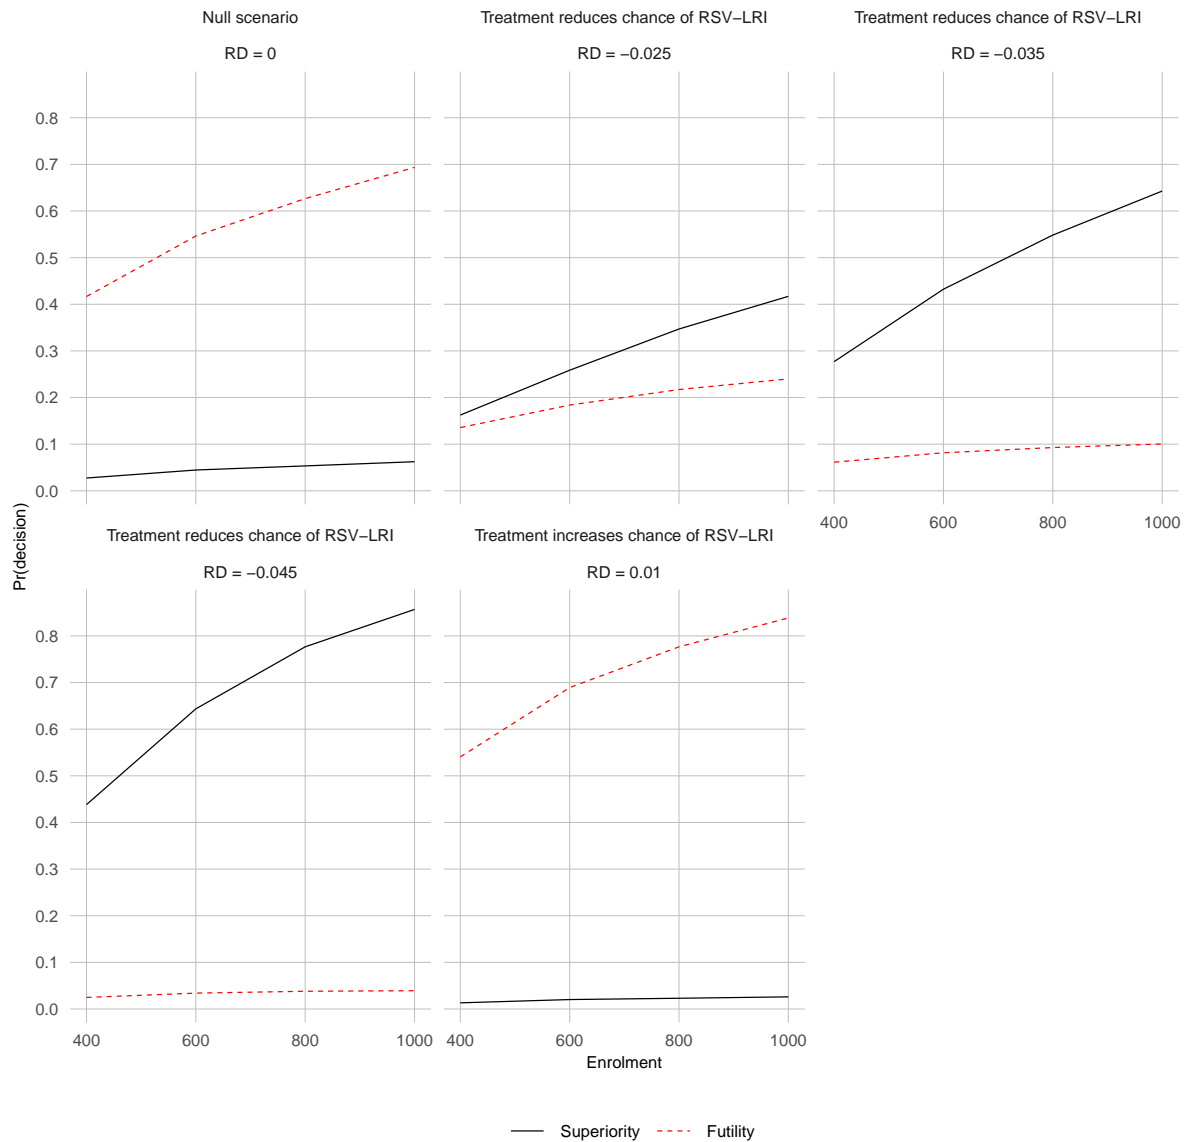 Null scenario
RD = 0
Treatment reduces chance of RSV−LRI
RD = −0.025
Treatment reduces chance of RSV−LRI
RD = −0.035
0.8
0.7
0.6
0.5
0.4
0.3
0.2
0.1
0.0
400 600 800 1000
Pr(decision)
Treatment reduces chance of RSV−LRI
RD = −0.045
Treatment increases chance of RSV−LRI
RD = 0.01
0.8
0.7
0.6
0.5
0.4
0.3
0.2
0.1
0.0
400 600 800 1000
400 600 800 1000
Enrolment
Superiority Futility